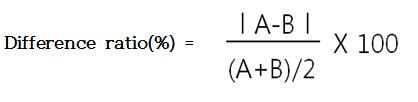 Difference ratio(%) = | A-B | / (A+B)/2 X 100